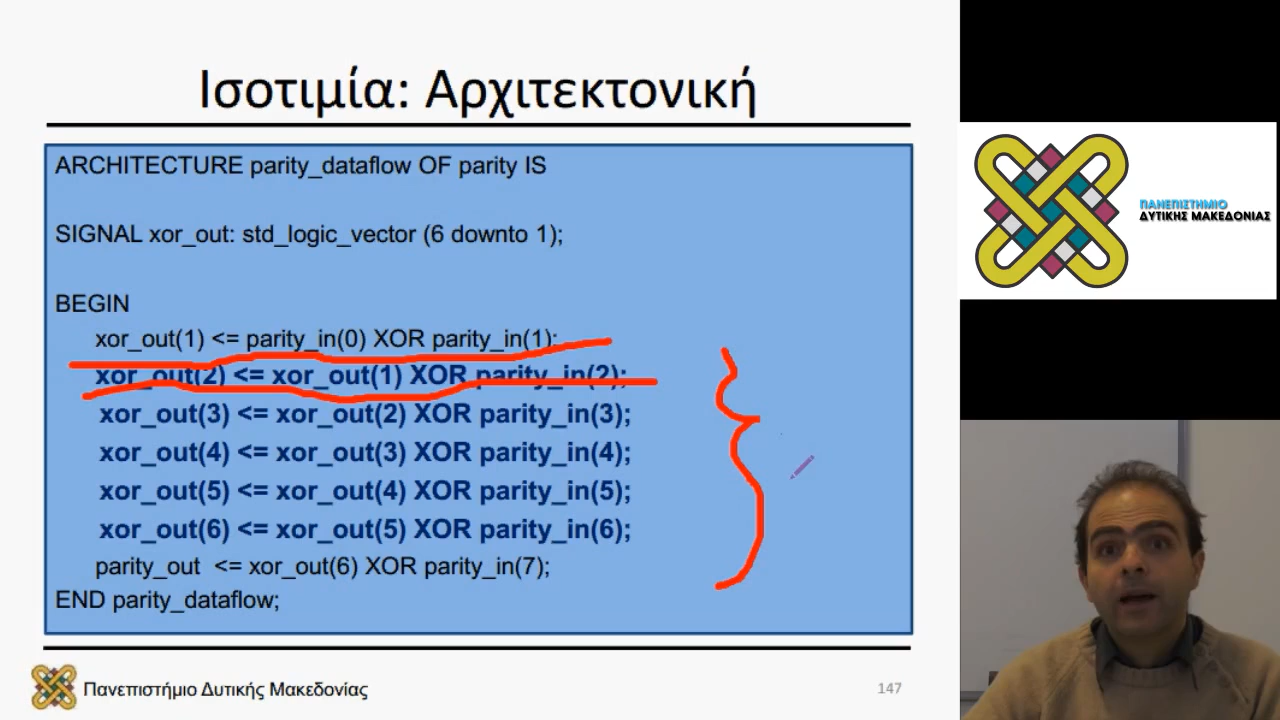 Ισοτιμία: Αρχιτεκτονική
ARCHITECTURE parity_dataflow OF parity IS
SIGNAL xor_out: std_logic_vector (6 downto 1);
BEGIN
xor_out(1) <= parity_in(0) XOR parity_in(1);
xor_out(2) <= xor_out(1) XOR parity_in(2);
xor_out(3) <= xor_out(2) XOR parity_in(3);
xor_out(4) <= xor_out(3) XOR parity_in(4);
xor_out(5) <= xor_out(4) XOR parity_in(5);
xor_out(6) <= xor_out(5) XOR parity_in(6);
parity_out <= xor_out(6) XOR parity_in(7);
END parity_dataflow;
Πανεπιστήμιο Δυτικής Μακεδονίας
147
ΠΑΝΕΠΙΣΤΗΜΙΟ
ΔΥΤΙΚΗΣ ΜΑΚΕΔΟΝΙΑΣ